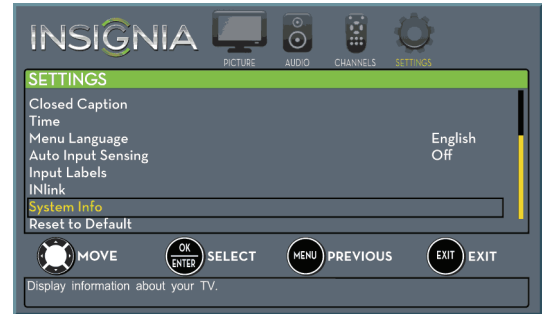 INSIGNIA
PICTURE AUDIO CHANNELS SETTINGS
SETTINGS
Closed Caption
Time
Menu Language English
Auto Input Sensing Off
Input Labels
INlink
System Info
Reset to Default
MOVE OK ENTER SELECT MENU PREVIOUS EXIT EXIT
Display information about your TV.